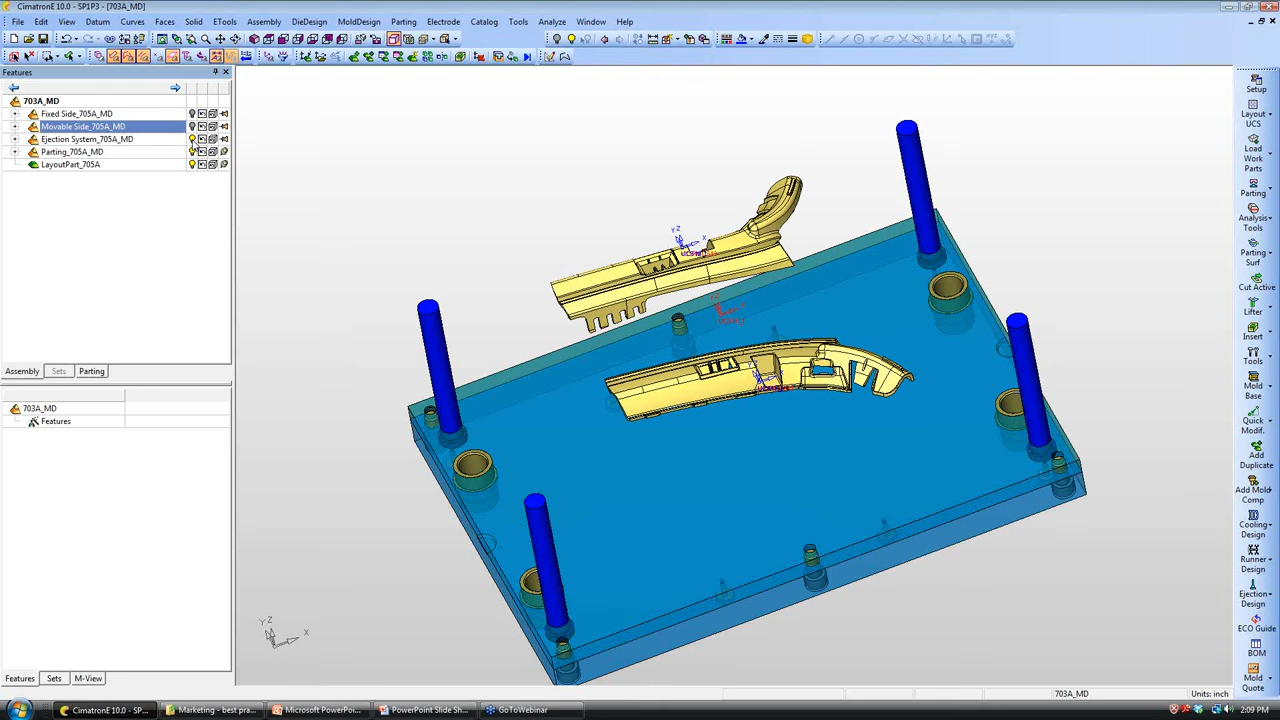 CimatronE 10.0 - SP1P3 - [703A_MD]
File Edit View Datum Curves Faces Solid ETools Assembly DieDesign MoldDesign Parting Electrode Catalog Tools Analyze Window Help
Features
703A_MD
Fixed Side_705A_MD
Movable Side_705A_MD
Ejection System_705A_MD
Parting_705A_MD
LayoutPart_705A
Assembly Sets Parting
703A_MD
Features
Features Sets M-View
Y Z
X
Y Z
X
Setup
Layout UCS
Load Work Parts
Parting
Analysis Tools
Parting Surf
Cut Active
Lifter
Insert
Tools
Mold Base
Quick Modif.
Add Duplicate
Add Mold Comp
Cooling Design
Runner Design
Ejection Design
ECO Guide
BOM
Mold Quote
703A_MD
Units: inch
CimatronE 10.0 - SP...
Marketing - best pra...
Microsoft PowerPoi...
PowerPoint Slide Sh...
GoToWebinar
2:09 PM